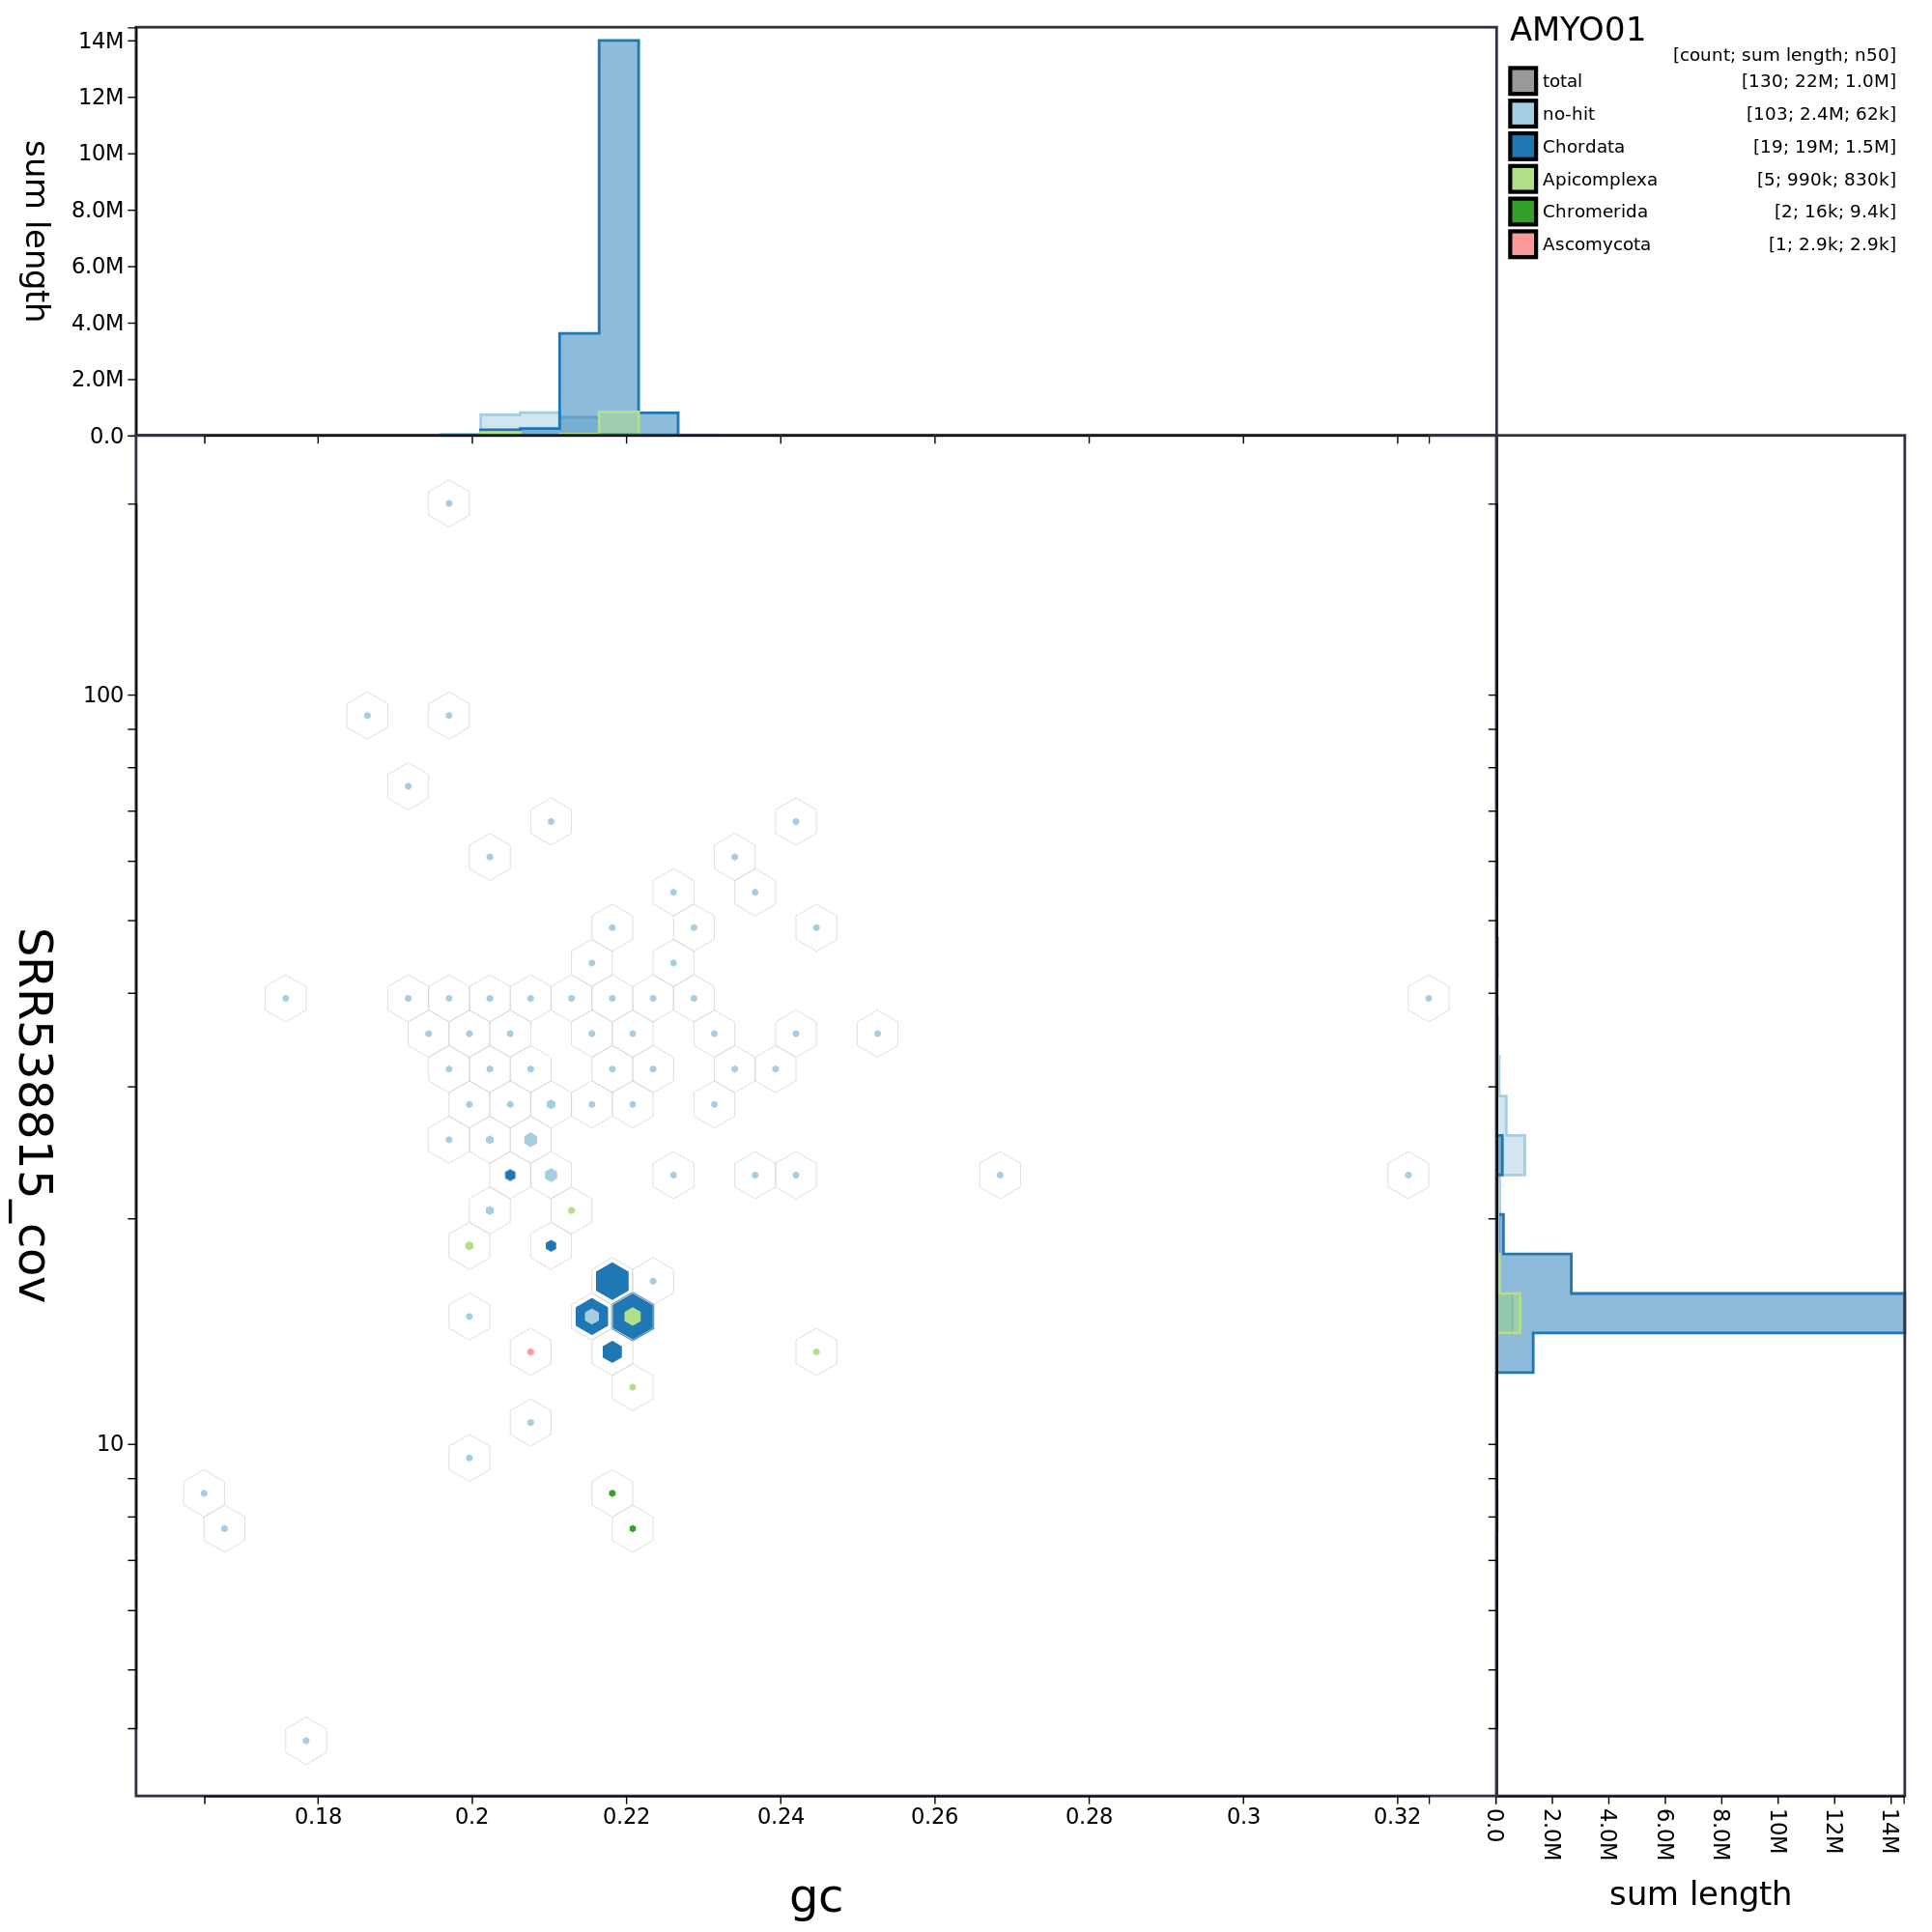 AMYO01
[count; sum length; n50]
total [130; 22M; 1.0M]
no-hit [103; 2.4M; 62k]
Chordata [19; 19M; 1.5M]
Apicomplexa [5; 990k; 830k]
Chromerida [2; 16k; 9.4k]
Ascomycota [1; 2.9k; 2.9k]
sum length
14M
12M
10M
8.0M
6.0M
4.0M
2.0M
0.0
SRR538815_cov
100
10
0.18 0.2 0.22 0.24 0.26 0.28 0.3 0.32
gc
0.0 2.0M 4.0M 6.0M 8.0M 10M 12M 14M
sum length